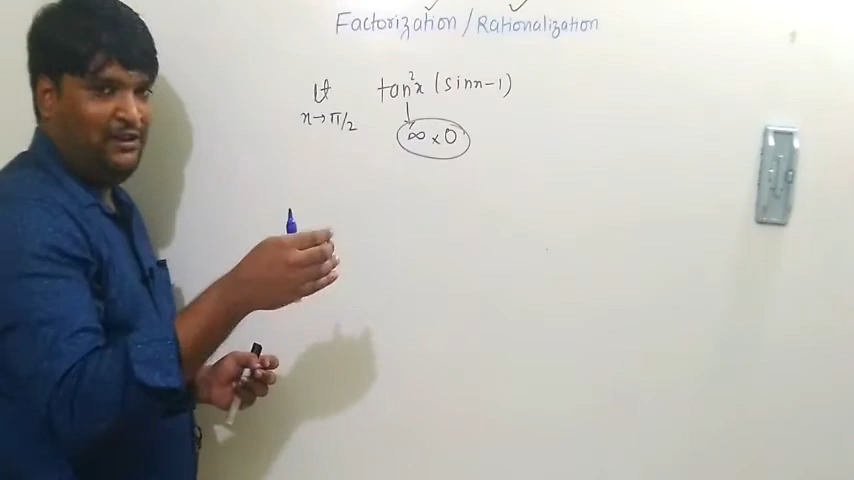 Factorization / Rationalization
lt tan²x (sinx-1)
x→π/2
∞ x 0